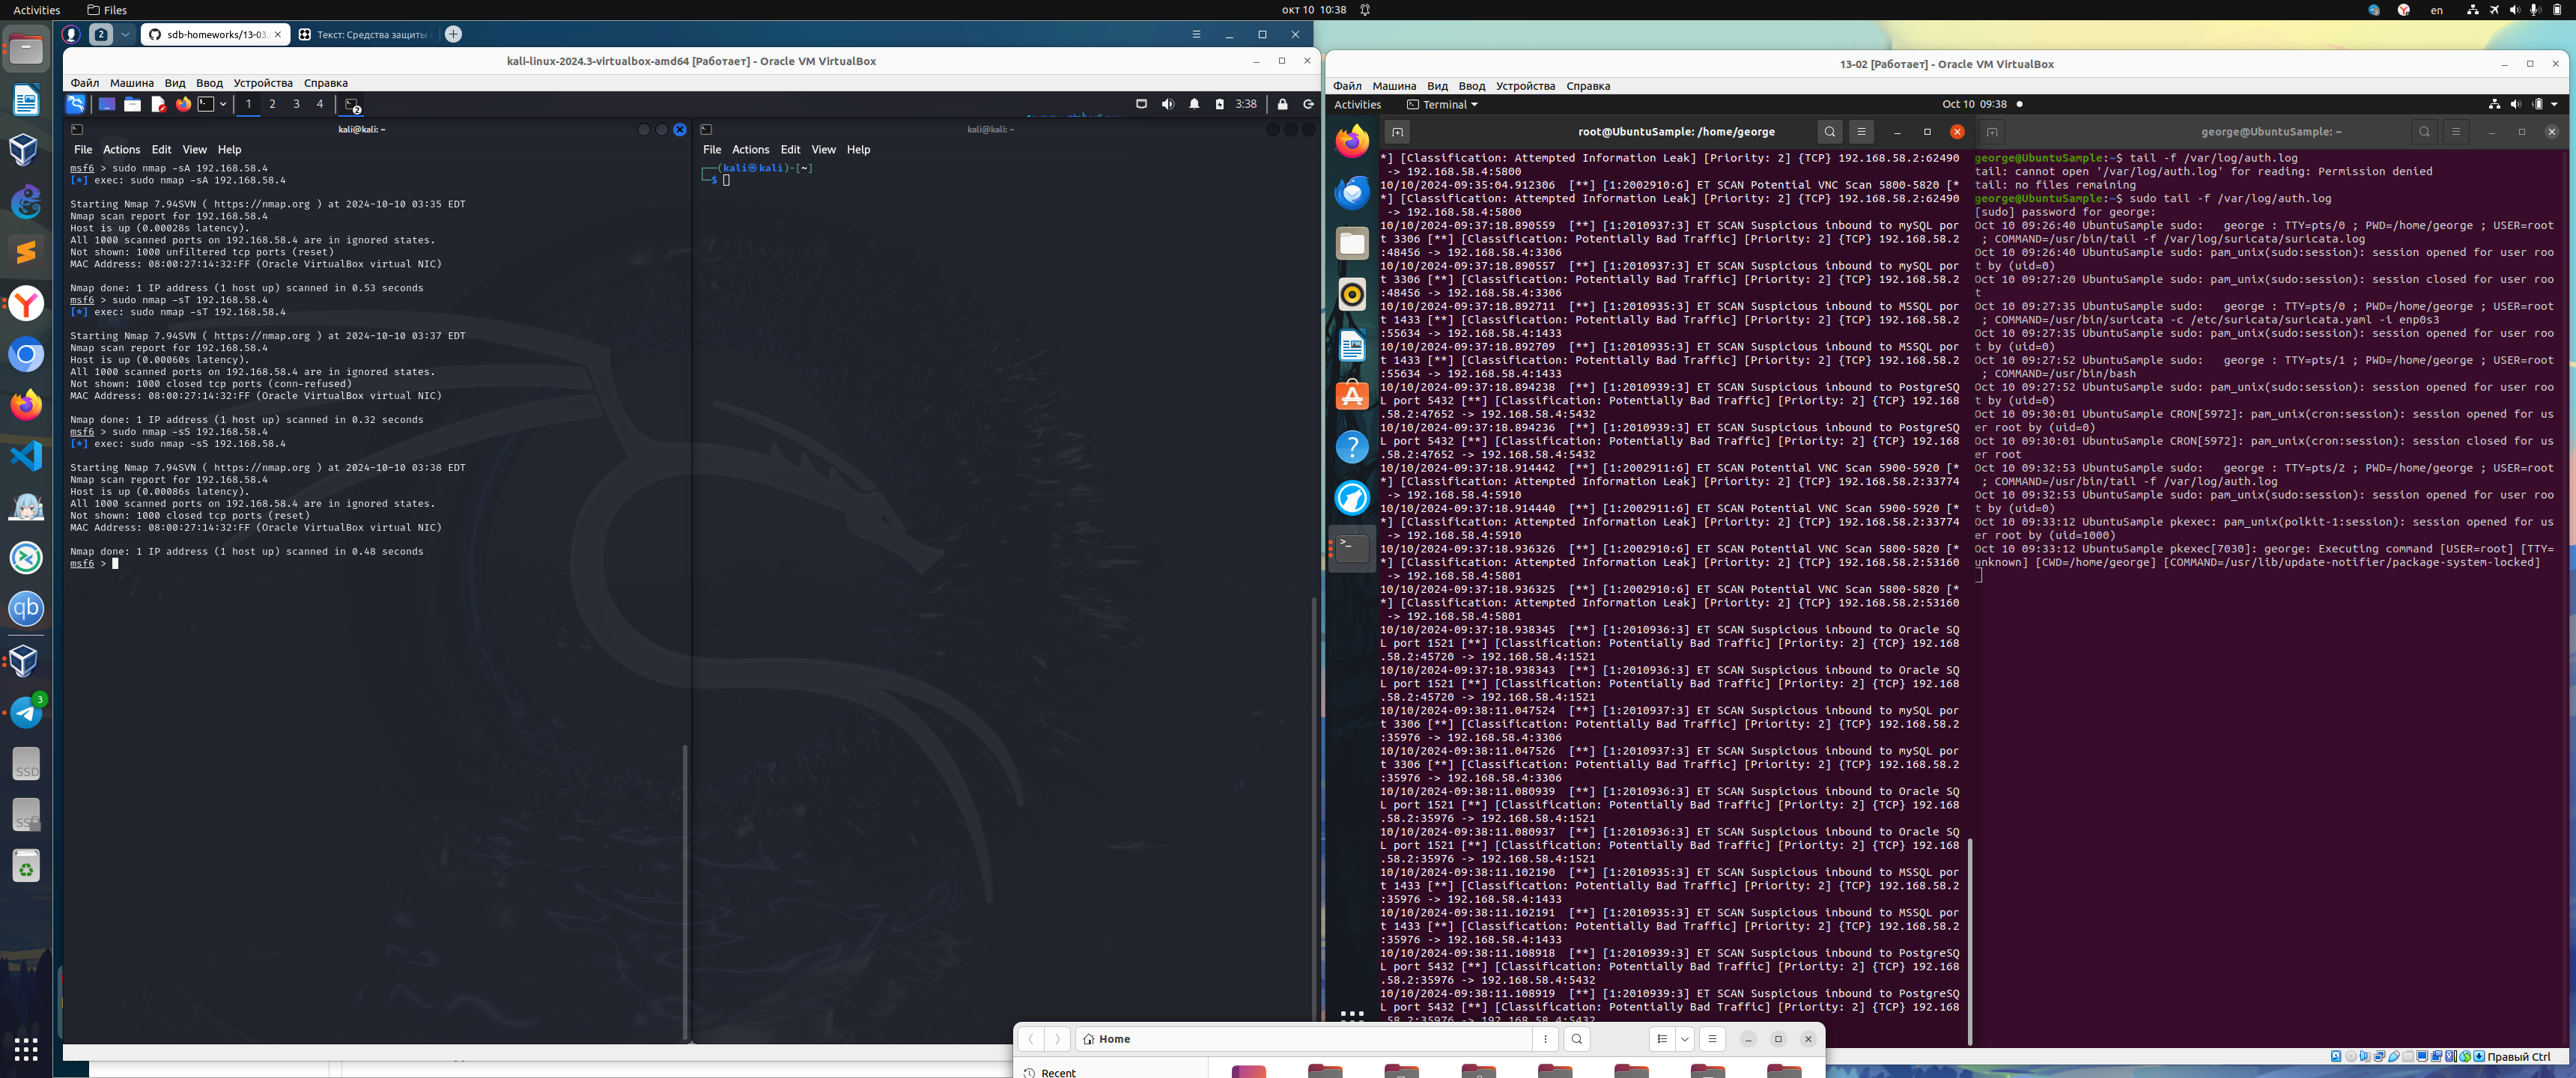 Activities
Files
окт 10 10:38
en
2
sdb-homeworks/13-03.
Текст: Средства защиты
kali-linux-2024.3-virtualbox-amd64 [Работает] - Oracle VM VirtualBox
Файл Машина Вид Ввод Устройства Справка
1 2 3 4
3:38
kali@kali: ~
File Actions Edit View Help
msf6 > sudo nmap -sA 192.168.58.4
[*] exec: sudo nmap -sA 192.168.58.4
Starting Nmap 7.94SVN ( https://nmap.org ) at 2024-10-10 03:35 EDT
Nmap scan report for 192.168.58.4
Host is up (0.00028s latency).
All 1000 scanned ports on 192.168.58.4 are in ignored states.
Not shown: 1000 unfiltered tcp ports (reset)
MAC Address: 08:00:27:14:32:FF (Oracle VirtualBox virtual NIC)
Nmap done: 1 IP address (1 host up) scanned in 0.53 seconds
msf6 > sudo nmap -sT 192.168.58.4
[*] exec: sudo nmap -sT 192.168.58.4
Starting Nmap 7.94SVN ( https://nmap.org ) at 2024-10-10 03:37 EDT
Nmap scan report for 192.168.58.4
Host is up (0.00060s latency).
All 1000 scanned ports on 192.168.58.4 are in ignored states.
Not shown: 1000 closed tcp ports (conn-refused)
MAC Address: 08:00:27:14:32:FF (Oracle VirtualBox virtual NIC)
Nmap done: 1 IP address (1 host up) scanned in 0.32 seconds
msf6 > sudo nmap -sS 192.168.58.4
[*] exec: sudo nmap -sS 192.168.58.4
Starting Nmap 7.94SVN ( https://nmap.org ) at 2024-10-10 03:38 EDT
Nmap scan report for 192.168.58.4
Host is up (0.00086s latency).
All 1000 scanned ports on 192.168.58.4 are in ignored states.
Not shown: 1000 closed tcp ports (reset)
MAC Address: 08:00:27:14:32:FF (Oracle VirtualBox virtual NIC)
Nmap done: 1 IP address (1 host up) scanned in 0.48 seconds
msf6 >
kali@kali: ~
File Actions Edit View Help
(kali㉿kali)-[~]
$
13-02 [Работает] - Oracle VM VirtualBox
Файл Машина Вид Ввод Устройства Справка
Activities
Terminal
Oct 10 09:38
root@UbuntuSample: /home/george
*] [Classification: Attempted Information Leak] [Priority: 2] {TCP} 192.168.58.2:62490
-> 192.168.58.4:5800
10/10/2024-09:35:04.912306 [**] [1:2002910:6] ET SCAN Potential VNC Scan 5800-5820 [*
*] [Classification: Attempted Information Leak] [Priority: 2] {TCP} 192.168.58.2:62490
-> 192.168.58.4:5800
10/10/2024-09:37:18.890559 [**] [1:2010937:3] ET SCAN Suspicious inbound to mySQL por
t 3306 [**] [Classification: Potentially Bad Traffic] [Priority: 2] {TCP} 192.168.58.2
:48456 -> 192.168.58.4:3306
10/10/2024-09:37:18.890557 [**] [1:2010937:3] ET SCAN Suspicious inbound to mySQL por
t 3306 [**] [Classification: Potentially Bad Traffic] [Priority: 2] {TCP} 192.168.58.2
:48456 -> 192.168.58.4:3306
10/10/2024-09:37:18.892711 [**] [1:2010935:3] ET SCAN Suspicious inbound to MSSQL por
t 1433 [**] [Classification: Potentially Bad Traffic] [Priority: 2] {TCP} 192.168.58.2
:55634 -> 192.168.58.4:1433
10/10/2024-09:37:18.892709 [**] [1:2010935:3] ET SCAN Suspicious inbound to MSSQL por
t 1433 [**] [Classification: Potentially Bad Traffic] [Priority: 2] {TCP} 192.168.58.2
:55634 -> 192.168.58.4:1433
10/10/2024-09:37:18.894238 [**] [1:2010939:3] ET SCAN Suspicious inbound to PostgreSQ
L port 5432 [**] [Classification: Potentially Bad Traffic] [Priority: 2] {TCP} 192.168
.58.2:47652 -> 192.168.58.4:5432
10/10/2024-09:37:18.894236 [**] [1:2010939:3] ET SCAN Suspicious inbound to PostgreSQ
L port 5432 [**] [Classification: Potentially Bad Traffic] [Priority: 2] {TCP} 192.168
.58.2:47652 -> 192.168.58.4:5432
10/10/2024-09:37:18.914442 [**] [1:2002911:6] ET SCAN Potential VNC Scan 5900-5920 [*
*] [Classification: Attempted Information Leak] [Priority: 2] {TCP} 192.168.58.2:33774
-> 192.168.58.4:5910
10/10/2024-09:37:18.914440 [**] [1:2002911:6] ET SCAN Potential VNC Scan 5900-5920 [*
*] [Classification: Attempted Information Leak] [Priority: 2] {TCP} 192.168.58.2:33774
-> 192.168.58.4:5910
10/10/2024-09:37:18.936326 [**] [1:2002910:6] ET SCAN Potential VNC Scan 5800-5820 [*
*] [Classification: Attempted Information Leak] [Priority: 2] {TCP} 192.168.58.2:53160
-> 192.168.58.4:5801
10/10/2024-09:37:18.936325 [**] [1:2002910:6] ET SCAN Potential VNC Scan 5800-5820 [*
*] [Classification: Attempted Information Leak] [Priority: 2] {TCP} 192.168.58.2:53160
-> 192.168.58.4:5801
10/10/2024-09:37:18.938345 [**] [1:2010936:3] ET SCAN Suspicious inbound to Oracle SQ
L port 1521 [**] [Classification: Potentially Bad Traffic] [Priority: 2] {TCP} 192.168
.58.2:45720 -> 192.168.58.4:1521
10/10/2024-09:37:18.938343 [**] [1:2010936:3] ET SCAN Suspicious inbound to Oracle SQ
L port 1521 [**] [Classification: Potentially Bad Traffic] [Priority: 2] {TCP} 192.168
.58.2:45720 -> 192.168.58.4:1521
10/10/2024-09:38:11.047524 [**] [1:2010937:3] ET SCAN Suspicious inbound to mySQL por
t 3306 [**] [Classification: Potentially Bad Traffic] [Priority: 2] {TCP} 192.168.58.2
:35976 -> 192.168.58.4:3306
10/10/2024-09:38:11.047526 [**] [1:2010937:3] ET SCAN Suspicious inbound to mySQL por
t 3306 [**] [Classification: Potentially Bad Traffic] [Priority: 2] {TCP} 192.168.58.2
:35976 -> 192.168.58.4:3306
10/10/2024-09:38:11.080939 [**] [1:2010936:3] ET SCAN Suspicious inbound to Oracle SQ
L port 1521 [**] [Classification: Potentially Bad Traffic] [Priority: 2] {TCP} 192.168
.58.2:35976 -> 192.168.58.4:1521
10/10/2024-09:38:11.080937 [**] [1:2010936:3] ET SCAN Suspicious inbound to Oracle SQ
L port 1521 [**] [Classification: Potentially Bad Traffic] [Priority: 2] {TCP} 192.168
.58.2:35976 -> 192.168.58.4:1521
10/10/2024-09:38:11.102190 [**] [1:2010935:3] ET SCAN Suspicious inbound to MSSQL por
t 1433 [**] [Classification: Potentially Bad Traffic] [Priority: 2] {TCP} 192.168.58.2
:35976 -> 192.168.58.4:1433
10/10/2024-09:38:11.102191 [**] [1:2010935:3] ET SCAN Suspicious inbound to MSSQL por
t 1433 [**] [Classification: Potentially Bad Traffic] [Priority: 2] {TCP} 192.168.58.2
:35976 -> 192.168.58.4:1433
10/10/2024-09:38:11.108918 [**] [1:2010939:3] ET SCAN Suspicious inbound to PostgreSQ
L port 5432 [**] [Classification: Potentially Bad Traffic] [Priority: 2] {TCP} 192.168
.58.2:35976 -> 192.168.58.4:5432
10/10/2024-09:38:11.108919 [**] [1:2010939:3] ET SCAN Suspicious inbound to PostgreSQ
L port 5432 [**] [Classification: Potentially Bad Traffic] [Priority: 2] {TCP} 192.168
.58.2:35976 -> 192.168.58.4:5432
george@UbuntuSample: ~
george@UbuntuSample:~$ tail -f /var/log/auth.log
tail: cannot open '/var/log/auth.log' for reading: Permission denied
tail: no files remaining
george@UbuntuSample:~$ sudo tail -f /var/log/auth.log
[sudo] password for george:
Oct 10 09:26:40 UbuntuSample sudo: george : TTY=pts/0 ; PWD=/home/george ; USER=root
; COMMAND=/usr/bin/tail -f /var/log/suricata/suricata.log
Oct 10 09:26:40 UbuntuSample sudo: pam_unix(sudo:session): session opened for user roo
t by (uid=0)
Oct 10 09:27:20 UbuntuSample sudo: pam_unix(sudo:session): session closed for user roo
t
Oct 10 09:27:35 UbuntuSample sudo: george : TTY=pts/0 ; PWD=/home/george ; USER=root
; COMMAND=/usr/bin/suricata -c /etc/suricata/suricata.yaml -i enp0s3
Oct 10 09:27:35 UbuntuSample sudo: pam_unix(sudo:session): session opened for user roo
t by (uid=0)
Oct 10 09:27:52 UbuntuSample sudo: george : TTY=pts/1 ; PWD=/home/george ; USER=root
; COMMAND=/usr/bin/bash
Oct 10 09:27:52 UbuntuSample sudo: pam_unix(sudo:session): session opened for user roo
t by (uid=0)
Oct 10 09:30:01 UbuntuSample CRON[5972]: pam_unix(cron:session): session opened for us
er root by (uid=0)
Oct 10 09:30:01 UbuntuSample CRON[5972]: pam_unix(cron:session): session closed for us
er root
Oct 10 09:32:53 UbuntuSample sudo: george : TTY=pts/2 ; PWD=/home/george ; USER=root
; COMMAND=/usr/bin/tail -f /var/log/auth.log
Oct 10 09:32:53 UbuntuSample sudo: pam_unix(sudo:session): session opened for user roo
t by (uid=0)
Oct 10 09:33:12 UbuntuSample pkexec: pam_unix(polkit-1:session): session opened for us
er root by (uid=1000)
Oct 10 09:33:12 UbuntuSample pkexec[7030]: george: Executing command [USER=root] [TTY=
unknown] [CWD=/home/george] [COMMAND=/usr/lib/update-notifier/package-system-locked]
3
SSD
Home
Recent
Правый Ctrl